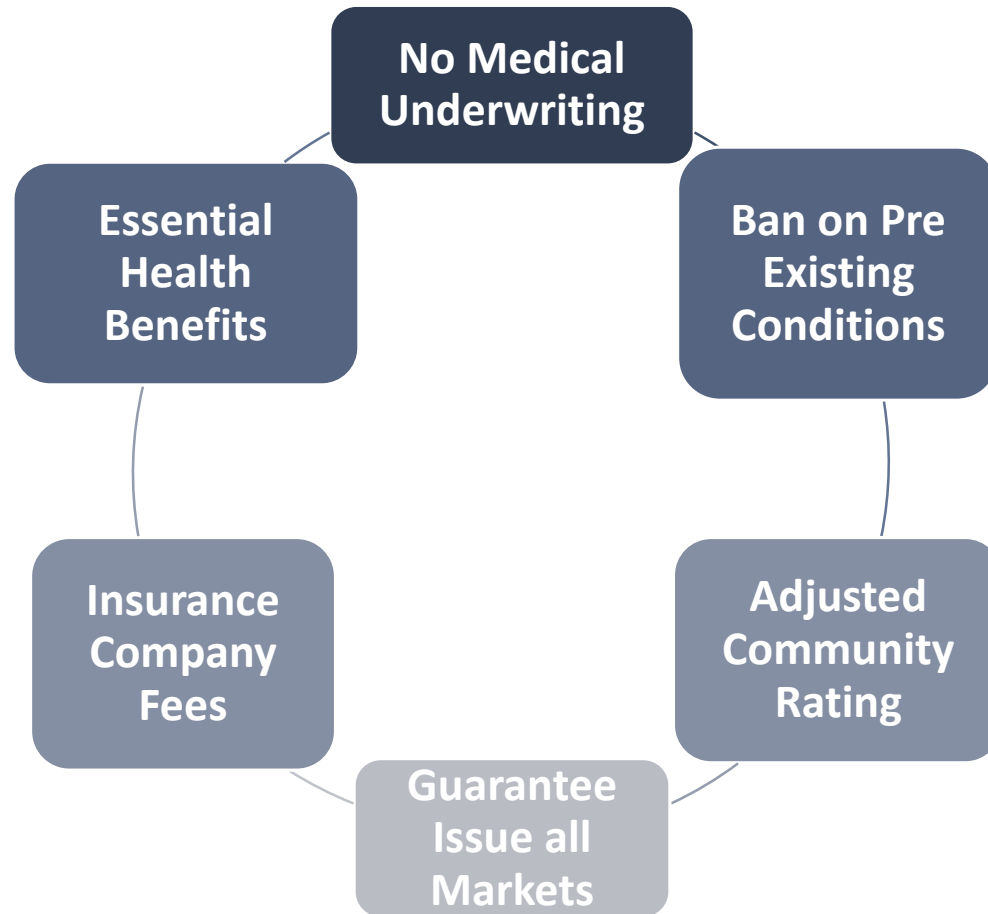 No Medical
Underwriting
Essential
Health
Benefits
Ban on Pre
Existing
Conditions
Insurance
Company
Fees
Adjusted
Community
Rating
Guarantee
Issue all
Markets